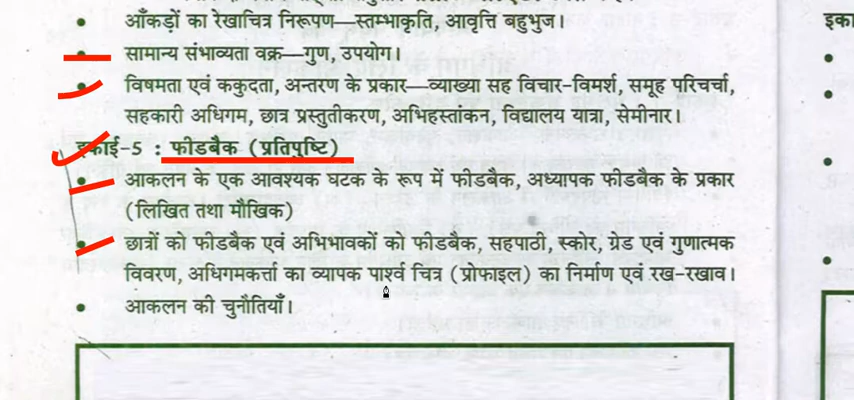 • आँकड़ों का रेखाचित्र निरूपण—स्तम्भाकृति, आवृत्ति बहुभुज।
• सामान्य संभाव्यता वक्र—गुण, उपयोग।
• विषमता एवं ककुदता, अन्तरण के प्रकार—व्याख्या सह विचार-विमर्श, समूह परिचर्चा,
सहकारी अधिगम, छात्र प्रस्तुतीकरण, अभिहस्तांकन, विद्यालय यात्रा, सेमीनार।
इकाई-5 : फीडबैक (प्रतिपुष्टि)
• आकलन के एक आवश्यक घटक के रूप में फीडबैक, अध्यापक फीडबैक के प्रकार
(लिखित तथा मौखिक)
• छात्रों को फीडबैक एवं अभिभावकों को फीडबैक, सहपाठी, स्कोर, ग्रेड एवं गुणात्मक
विवरण, अधिगमकर्त्ता का व्यापक पार्श्व चित्र (प्रोफाइल) का निर्माण एवं रख-रखाव।
• आकलन की चुनौतियाँ।
इका